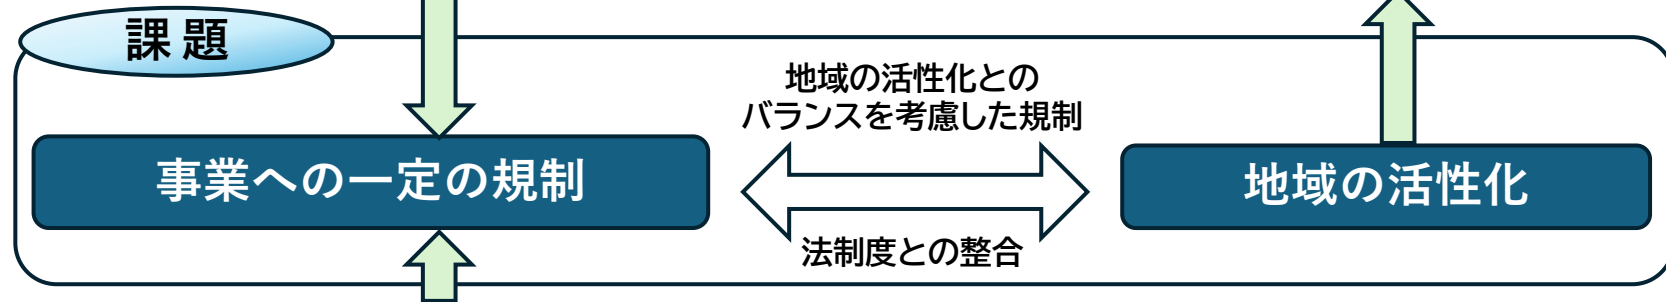 課題
地域の活性化との
バランスを考慮した規制
事業への一定の規制
地域の活性化
法制度との整合